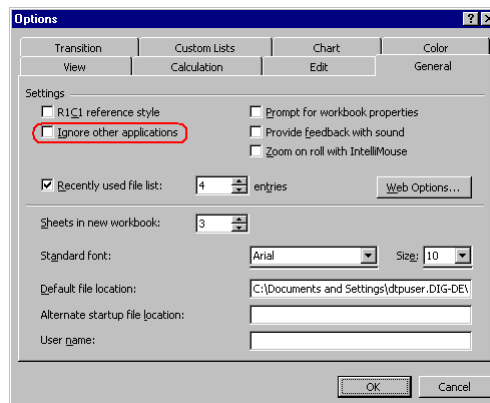 Options
Transition Custom Lists Chart Color
View Calculation Edit General
Settings
R1C1 reference style Prompt for workbook properties
Ignore other applications Provide feedback with sound
Zoom on roll with IntelliMouse
Recently used file list: 4 entries Web Options...
Sheets in new workbook: 3
Standard font: Arial Size: 10
Default file location: C:\Documents and Settings\dtpuser.DIG-DE\
Alternate startup file location:
User name:
OK Cancel